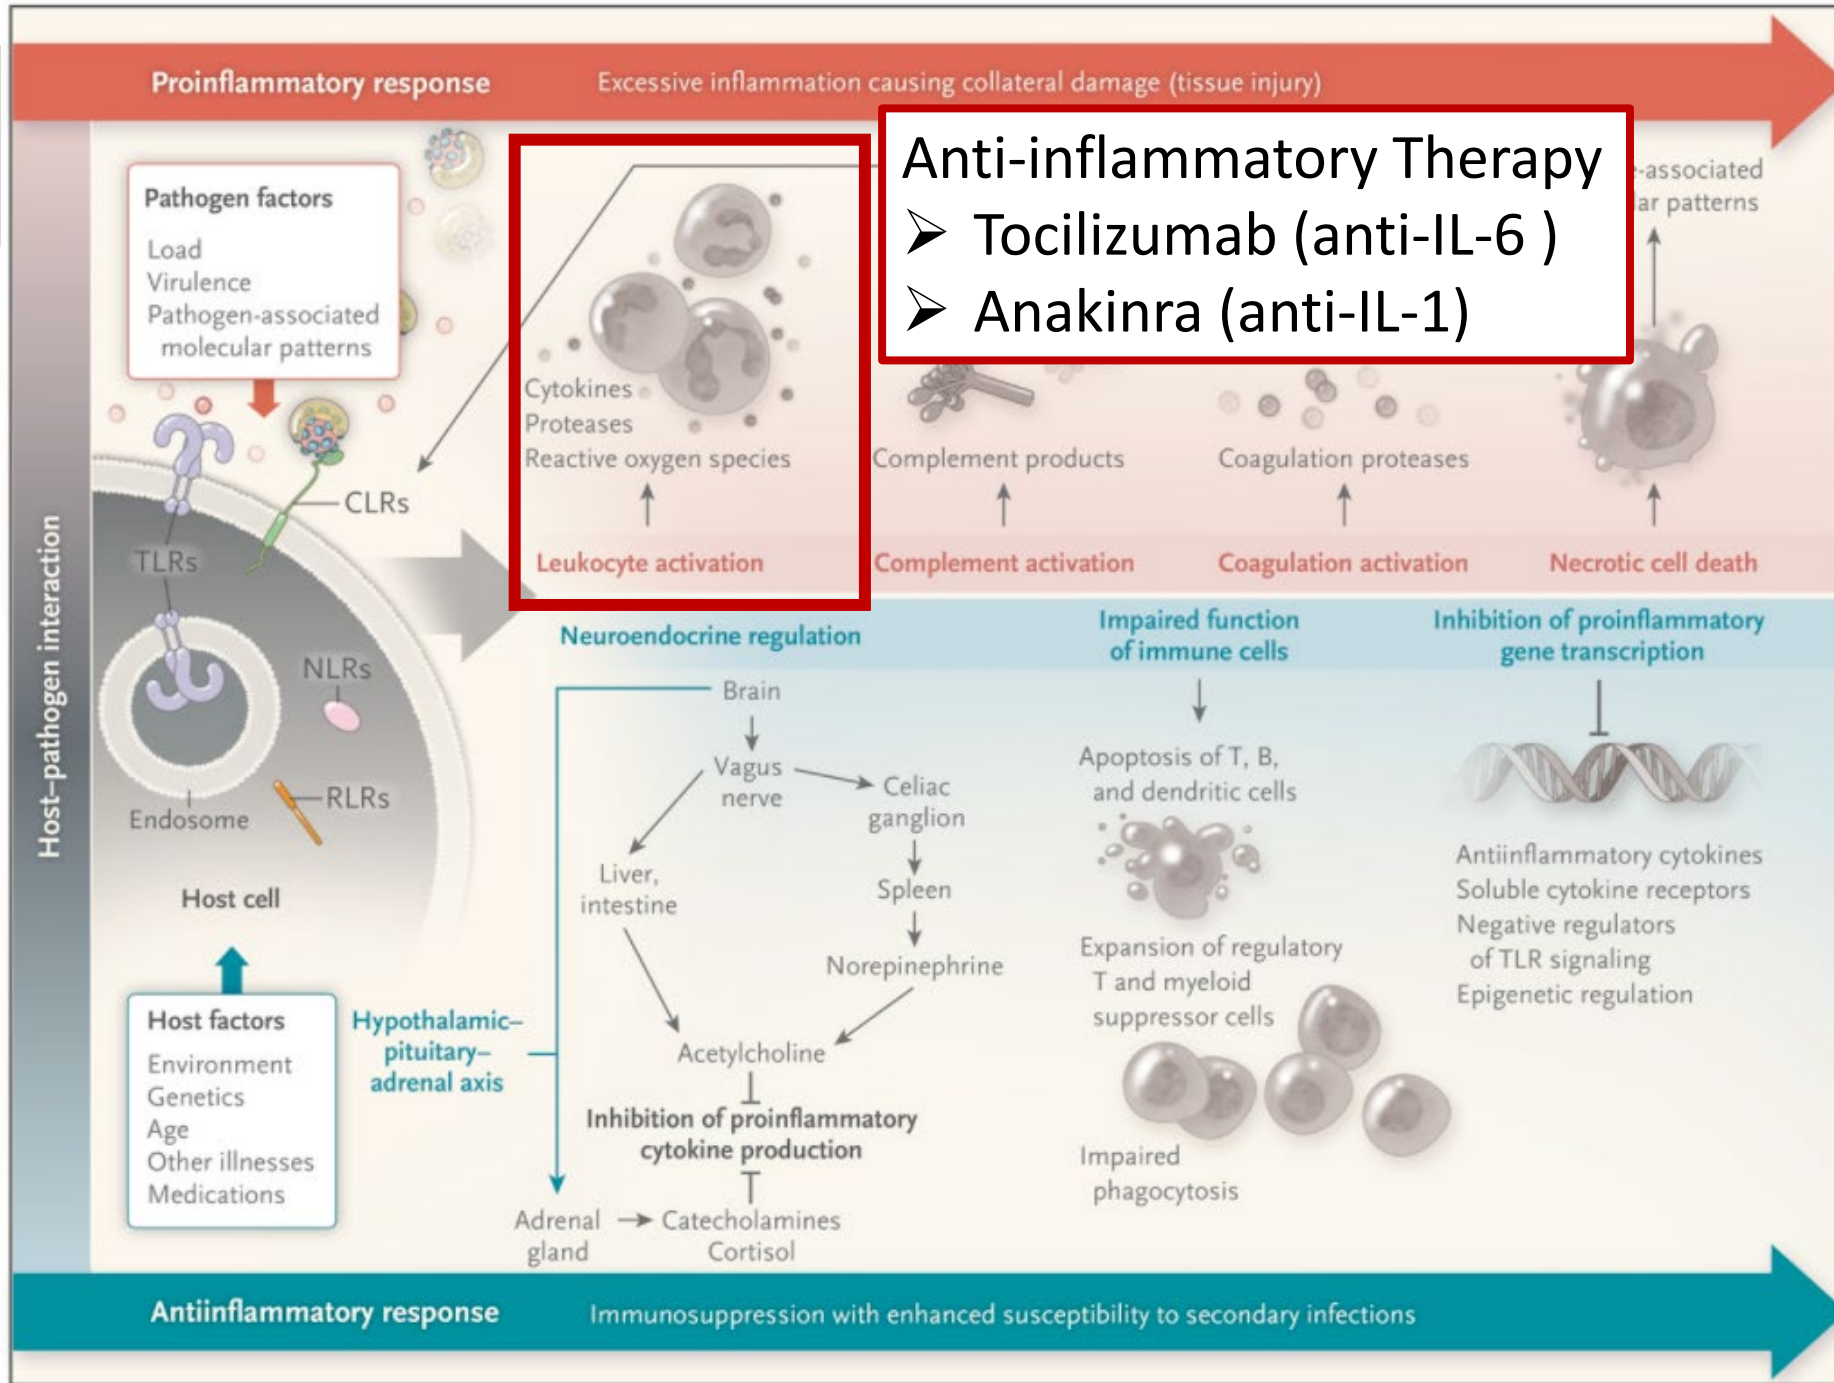 Proinflammatory response
Excessive inflammation causing collateral damage (tissue injury)
Anti-inflammatory Therapy
➢ Tocilizumab (anti-IL-6 )
➢ Anakinra (anti-IL-1)
-associated
patterns
Host–pathogen interaction
Pathogen factors
Load
Virulence
Pathogen-associated
molecular patterns
CLRs
TLRs
NLRs
RLRs
Endosome
Host cell
Host factors
Environment
Genetics
Age
Other illnesses
Medications
Cytokines
Proteases
Reactive oxygen species
Leukocyte activation
Complement products
Complement activation
Coagulation proteases
Coagulation activation
Necrotic cell death
Neuroendocrine regulation
Brain
Vagus
nerve
Celiac
ganglion
Liver,
intestine
Spleen
Norepinephrine
Hypothalamic–
pituitary–
adrenal axis
Acetylcholine
Inhibition of proinflammatory
cytokine production
Adrenal
gland
Catecholamines
Cortisol
Impaired function
of immune cells
Apoptosis of T, B,
and dendritic cells
Expansion of regulatory
T and myeloid
suppressor cells
Impaired
phagocytosis
Inhibition of proinflammatory
gene transcription
Antiinflammatory cytokines
Soluble cytokine receptors
Negative regulators
of TLR signaling
Epigenetic regulation
Antiinflammatory response
Immunosuppression with enhanced susceptibility to secondary infections